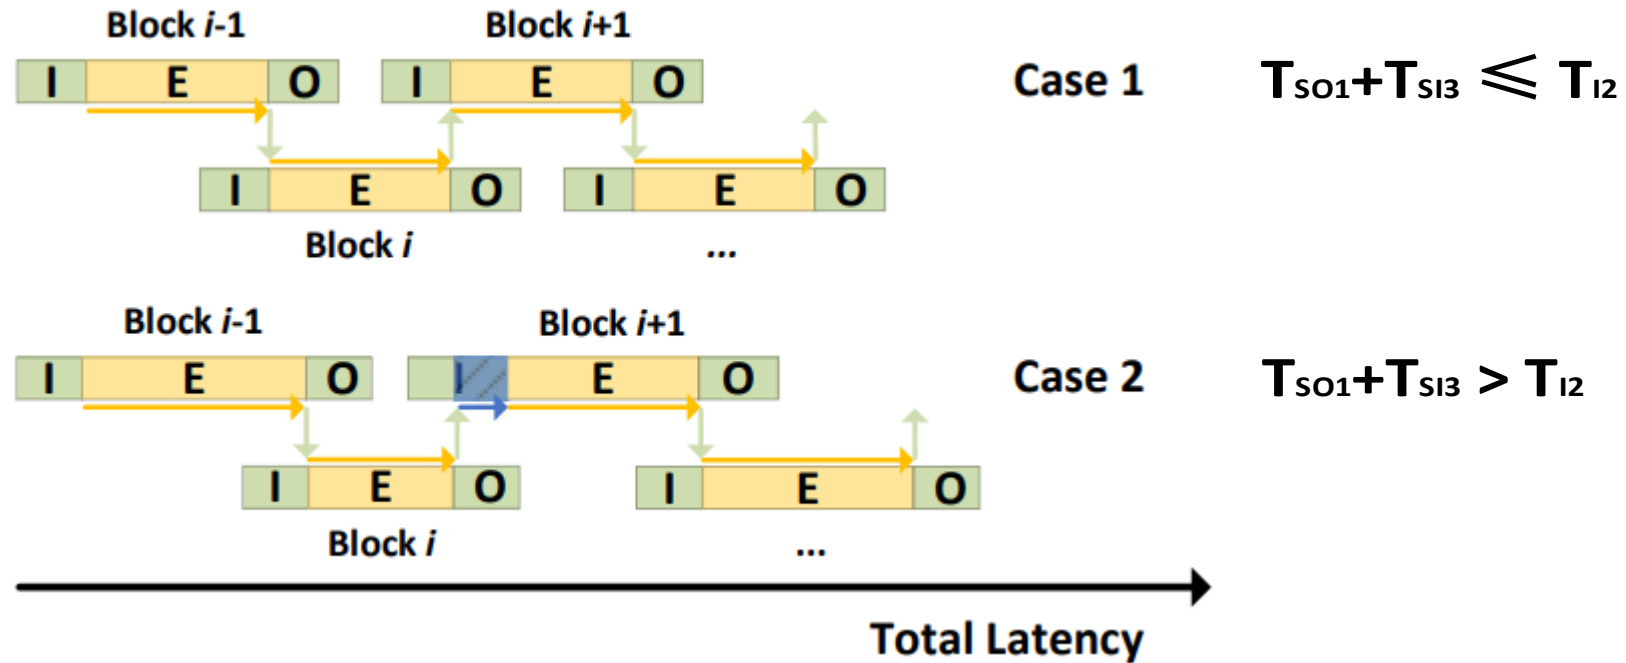 Block i-1 Block i+1
I E O I E O Case 1 TSO1+TSI3 ⩽ TI2
I E O I E O
Block i ...
Block i-1 Block i+1
I E O I E O Case 2 TSO1+TSI3 > TI2
I E O I E O
Block i ...
Total Latency